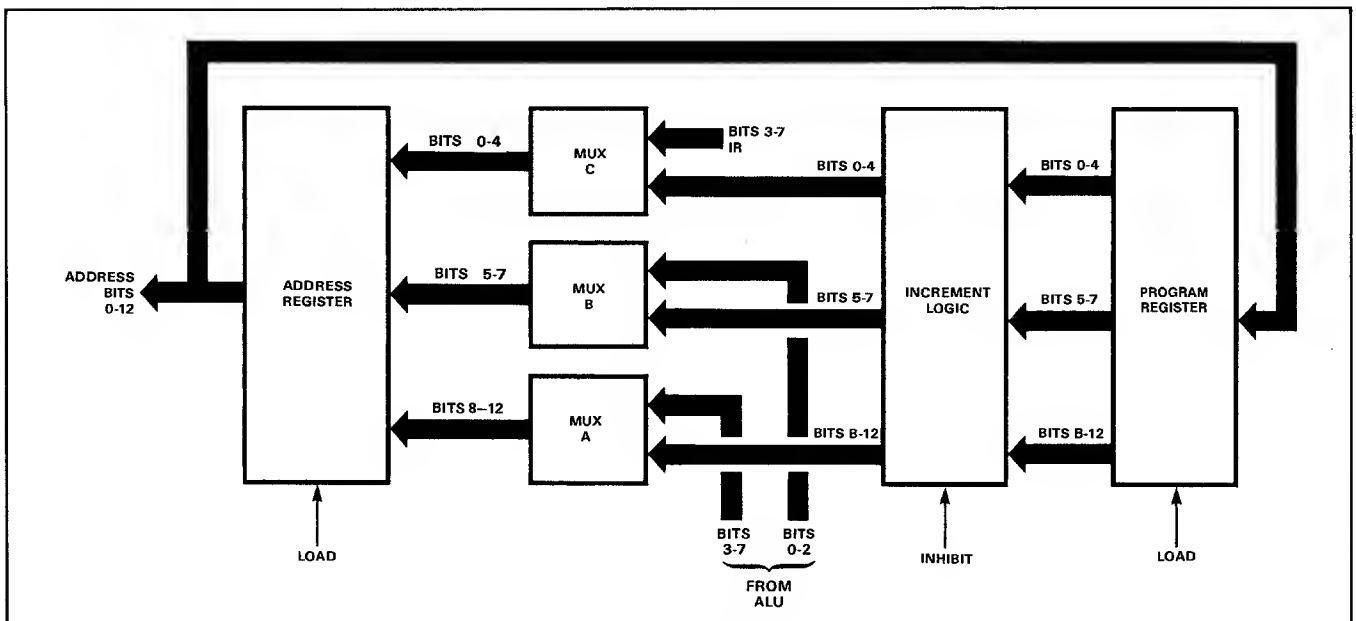 BITS 0-4
MUX
C
BITS 3-7
IR
BITS 0-4
BITS 0-4
ADDRESS
BITS
0-12
ADDRESS
REGISTER
BITS 5-7
MUX
B
BITS 5-7
INCREMENT
LOGIC
BITS 5-7
PROGRAM
REGISTER
BITS 8-12
MUX
A
BITS B-12
BITS B-12
LOAD
BITS
3-7
BITS
0-2
FROM
ALU
INHIBIT
LOAD